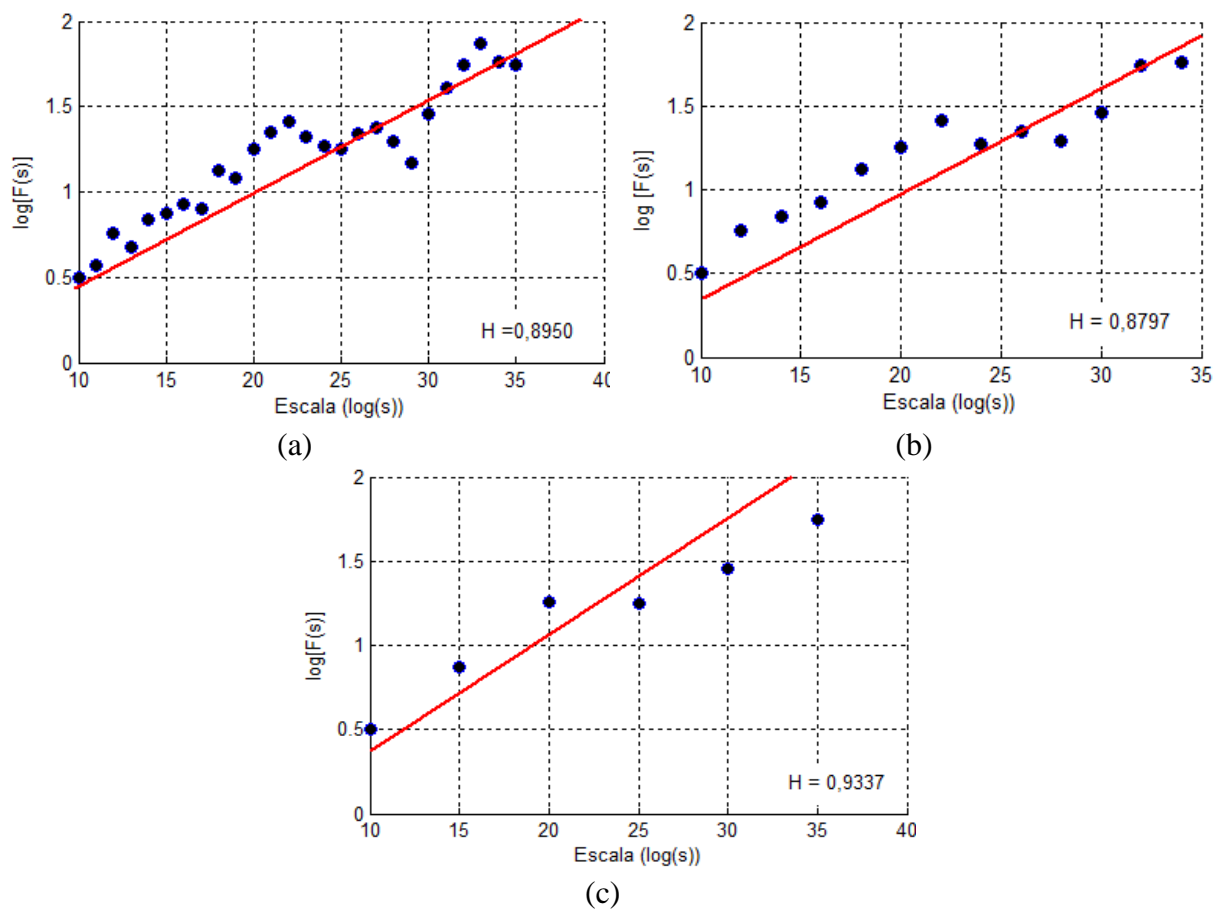 2
1.5
1
0.5
0
log[F(s)]
H =0,8950
10 15 20 25 30 35 40
Escala (log(s))
(a)
2
1.5
1
0.5
0
log [F(s)]
H = 0,8797
10 15 20 25 30 35
Escala (log(s))
(b)
2
1.5
1
0.5
0
log[F(s)]
H = 0,9337
10 15 20 25 30 35 40
Escala (log(s))
(c)